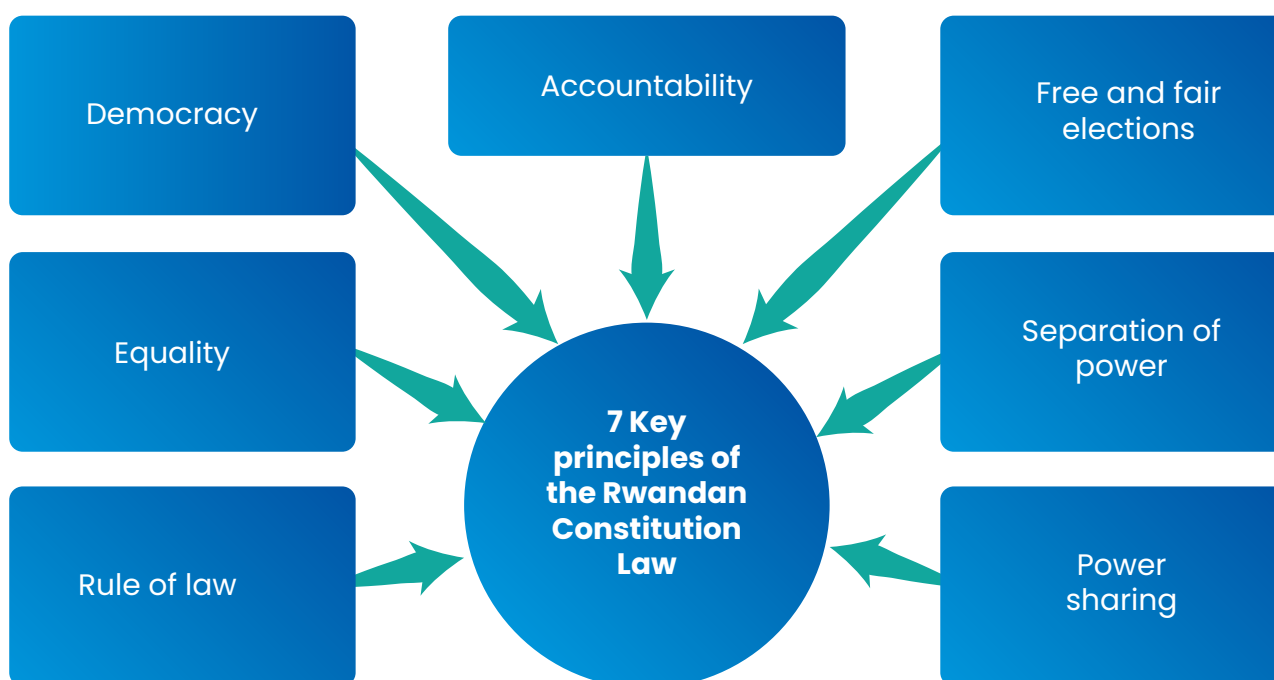 Democracy
Accountability
Free and fair
elections
Equality
Separation of
power
7 Key
principles of
the Rwandan
Constitution
Law
Rule of law
Power
sharing